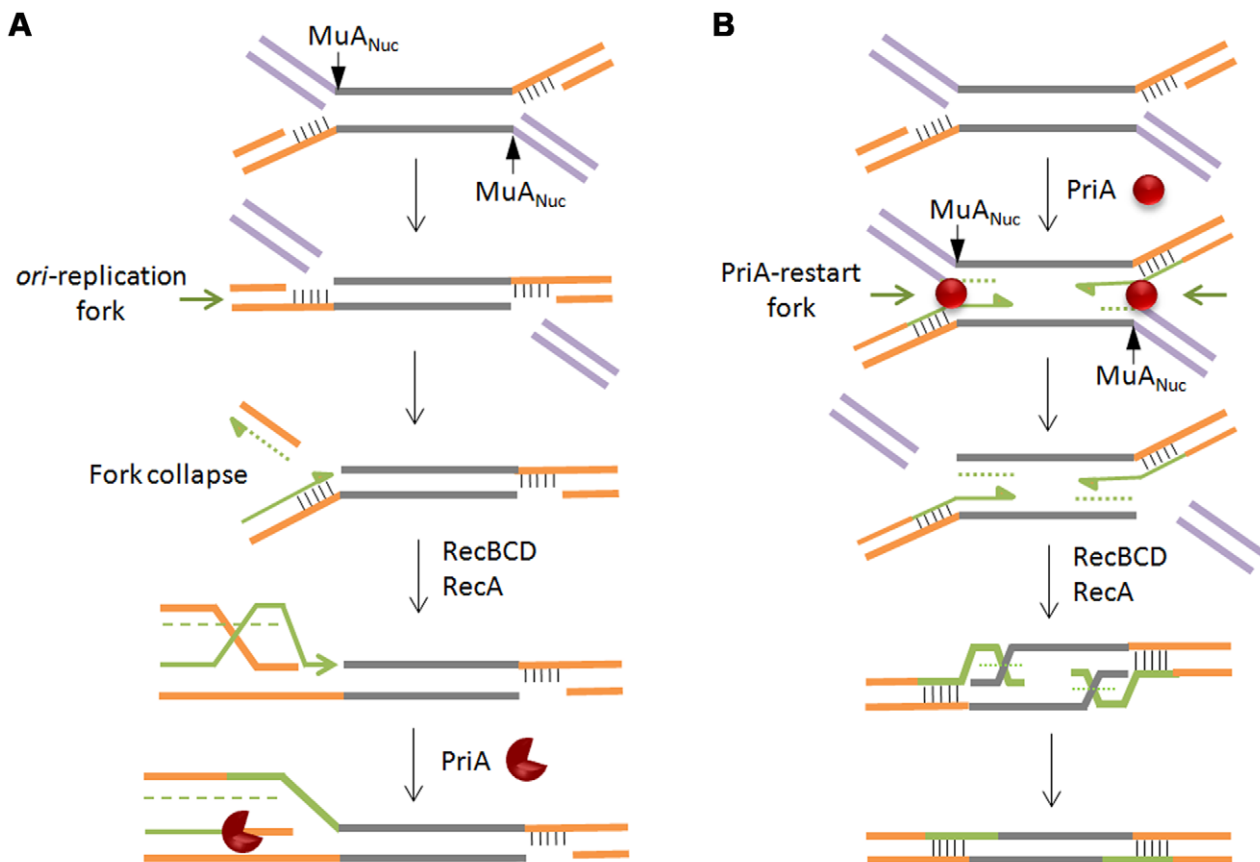 A
MuANuc
MuANuc
ori-replication
fork
Fork collapse
RecBCD
RecA
PriA
B
PriA
MuANuc
PriA-restart
fork
MuANuc
RecBCD
RecA